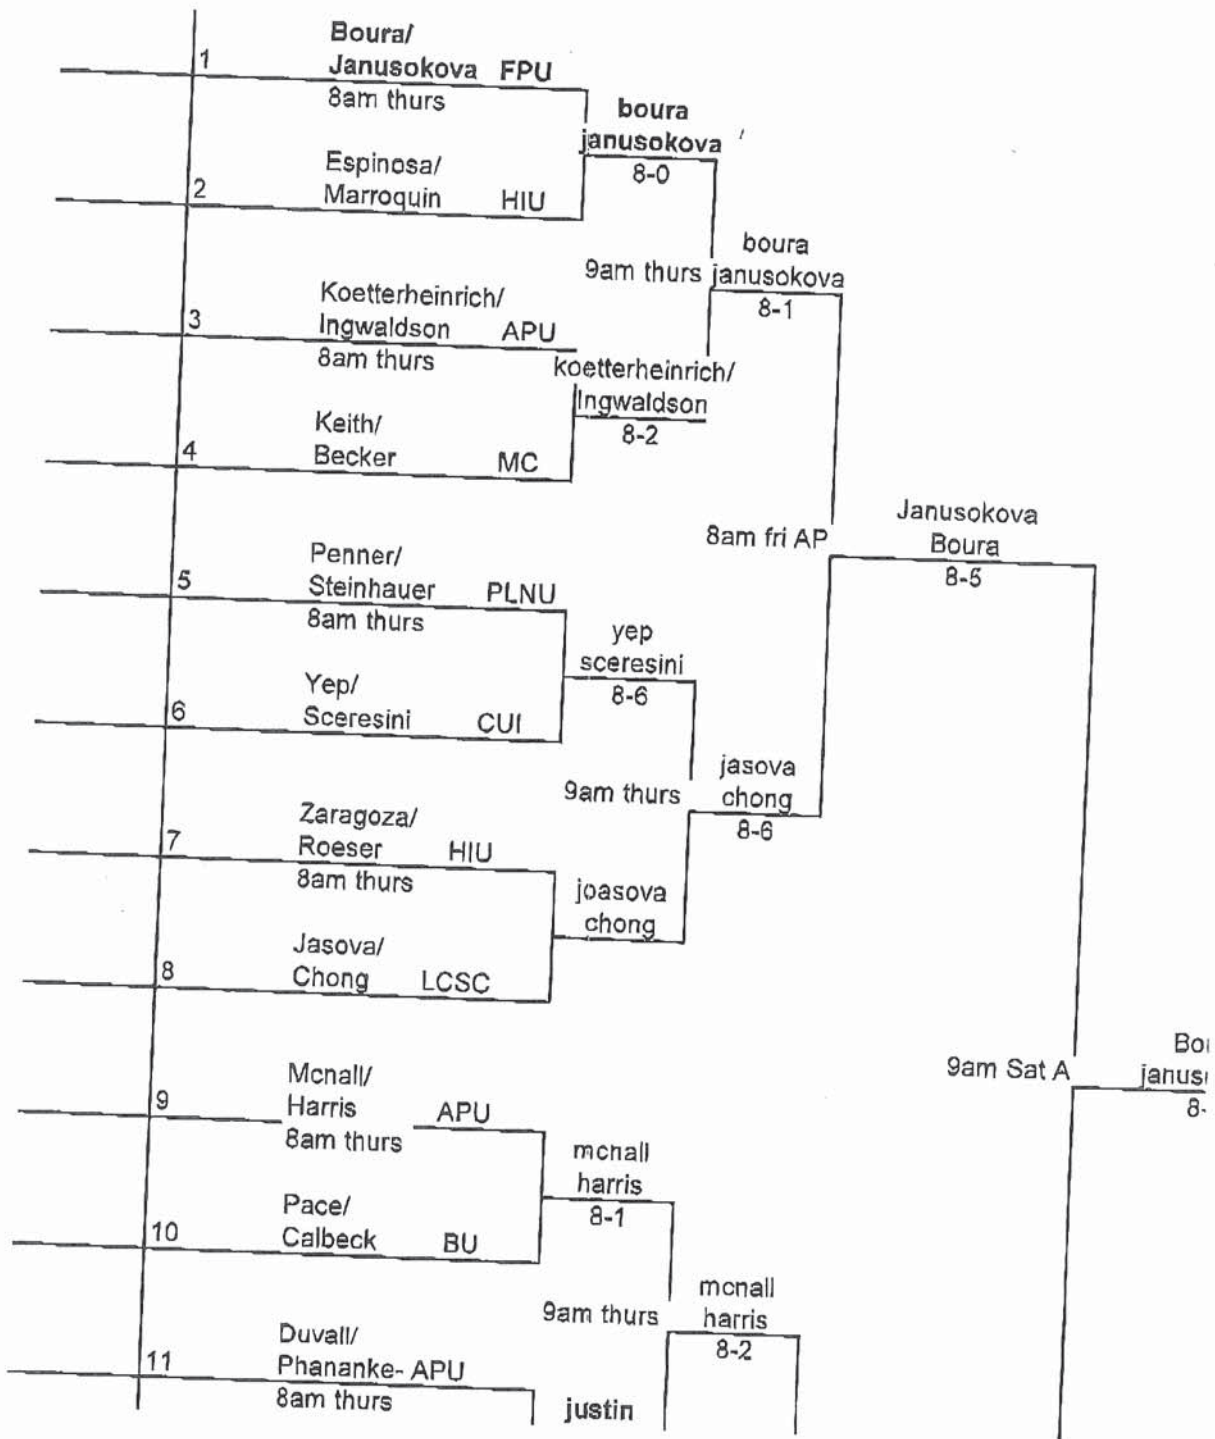 Boura/
1 Janusokova FPU
8am thurs
boura
janusokova
8-0
Espinosa/
2 Marroquin HIU
boura
9am thurs janusokova
8-1
Koetterheinrich/
3 Ingwaldson APU
8am thurs
koetterheinrich/
Ingwaldson
8-2
Keith/
4 Becker MC
Janusokova
8am fri AP Boura
8-5
Penner/
5 Steinhauer PLNU
8am thurs
yep
sceresini
8-6
Yep/
6 Sceresini CUI
jasova
9am thurs chong
8-6
Zaragoza/
7 Roeser HIU
8am thurs
joasova
chong
Jasova/
8 Chong LCSC
Boi
9am Sat A janusi
8-
Mcnall/
9 Harris APU
8am thurs
mcnall
harris
8-1
Pace/
10 Calbeck BU
mcnall
9am thurs harris
8-2
Duvall/
11 Phananke- APU
8am thurs
justin